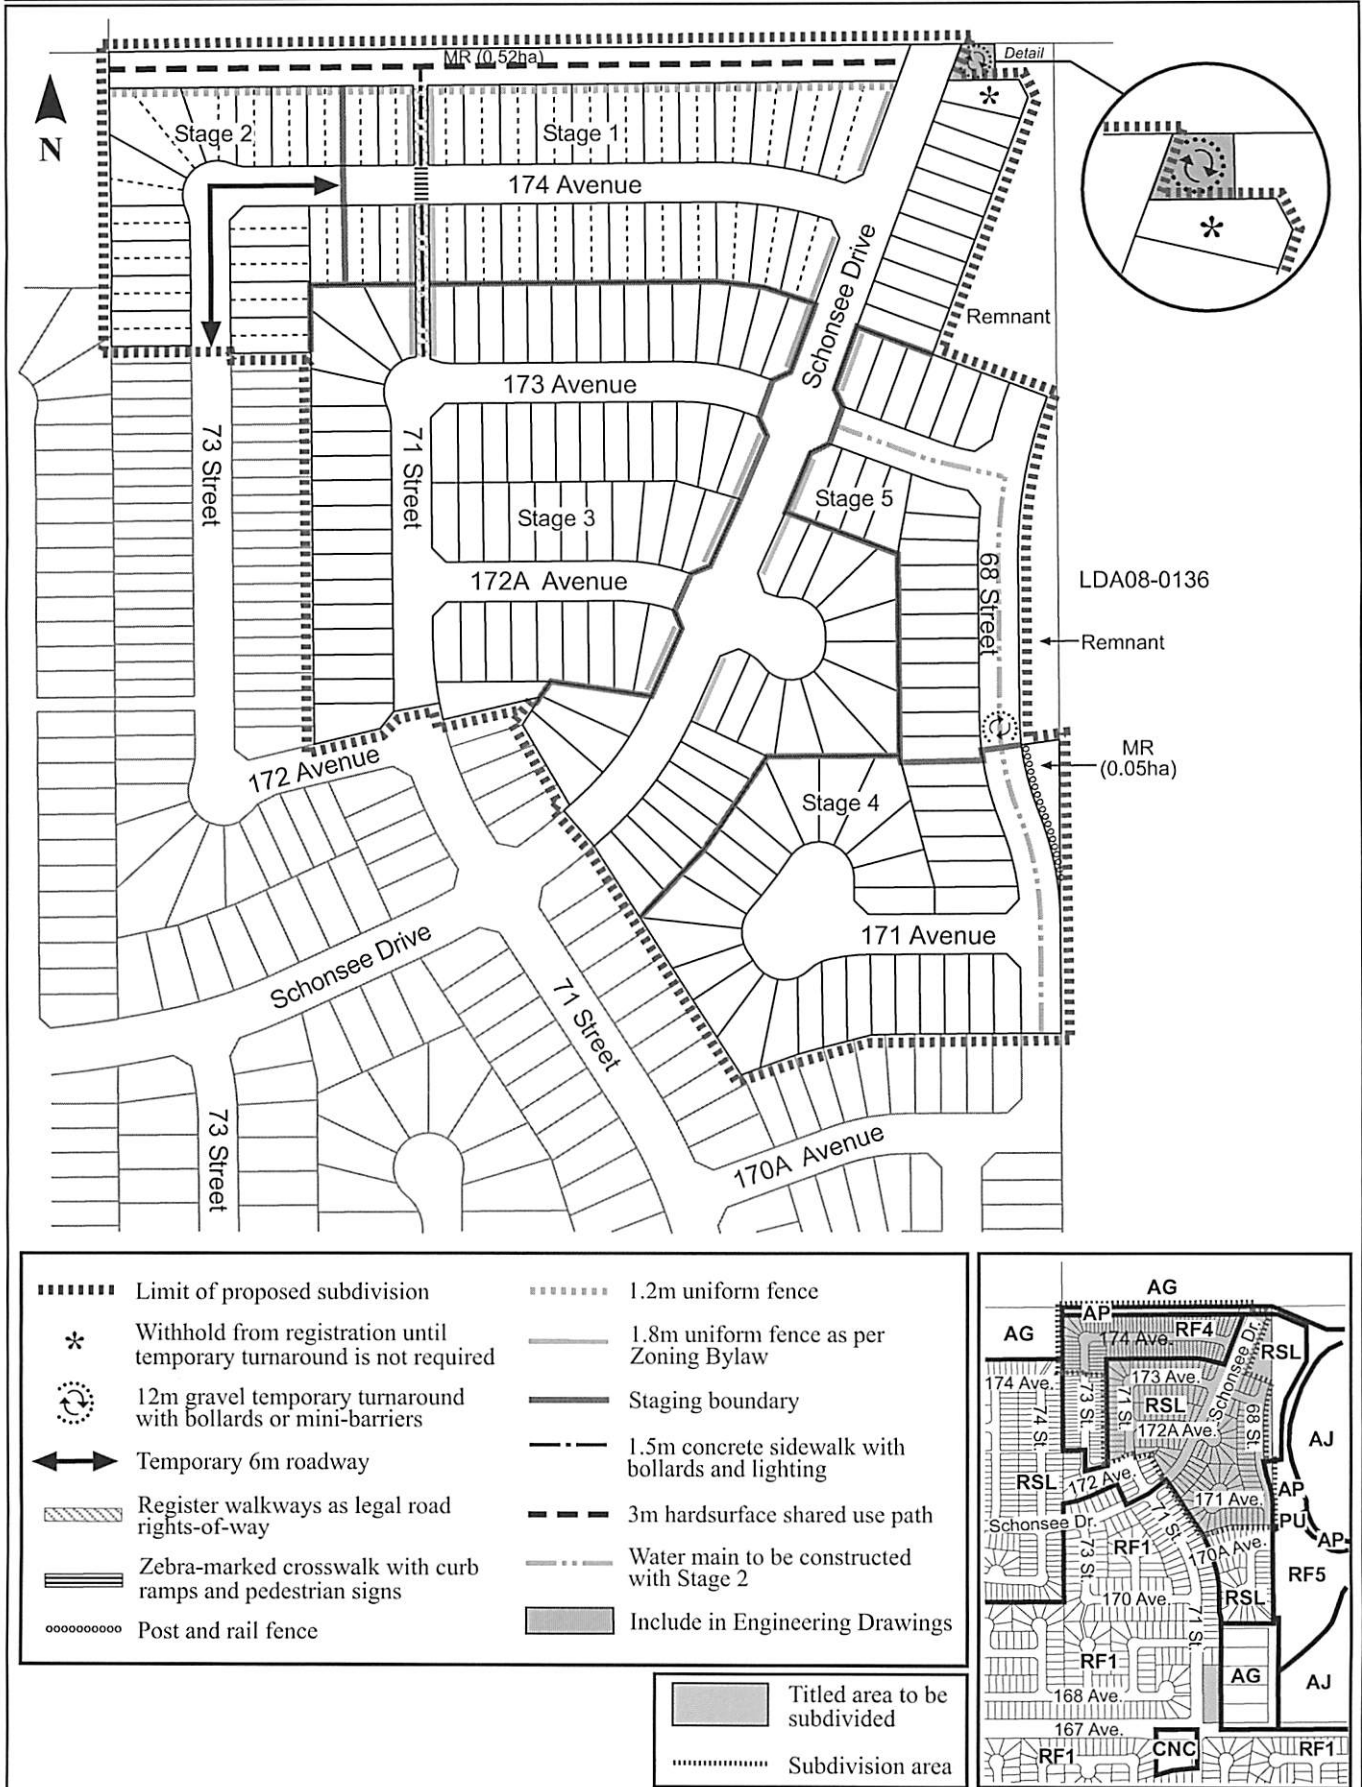 MR (0.52ha)
Detail
N
Stage 2
Stage 1
174 Avenue
Schonsee Drive
Remnant
173 Avenue
73 Street
71 Street
Stage 5
Stage 3
172A Avenue
68 Street
LDA08-0136
Remnant
MR
(0.05ha)
172 Avenue
Stage 4
171 Avenue
Schonsee Drive
71 Street
73 Street
170A Avenue
Limit of proposed subdivision
Withhold from registration until
temporary turnaround is not required
12m gravel temporary turnaround
with bollards or mini-barriers
Temporary 6m roadway
Register walkways as legal road
rights-of-way
Zebra-marked crosswalk with curb
ramps and pedestrian signs
Post and rail fence
1.2m uniform fence
1.8m uniform fence as per
Zoning Bylaw
Staging boundary
1.5m concrete sidewalk with
bollards and lighting
3m hardsurface shared use path
Water main to be constructed
with Stage 2
Include in Engineering Drawings
Titled area to be
subdivided
Subdivision area
AG
AP
AG
174 Ave.
RF4
Schonsee Dr.
RSL
174 Ave.
73 St.
71 St.
173 Ave.
RSL
74 St.
172A Ave.
68 St.
AJ
RSL
172 Ave.
171 Ave.
AP
PU
AP
Schonsee Dr.
73 St.
RF1
71 St.
170A Ave.
RF5
RSL
170 Ave.
71 St.
RF1
AG
AJ
168 Ave.
167 Ave.
RF1
CNC
RF1